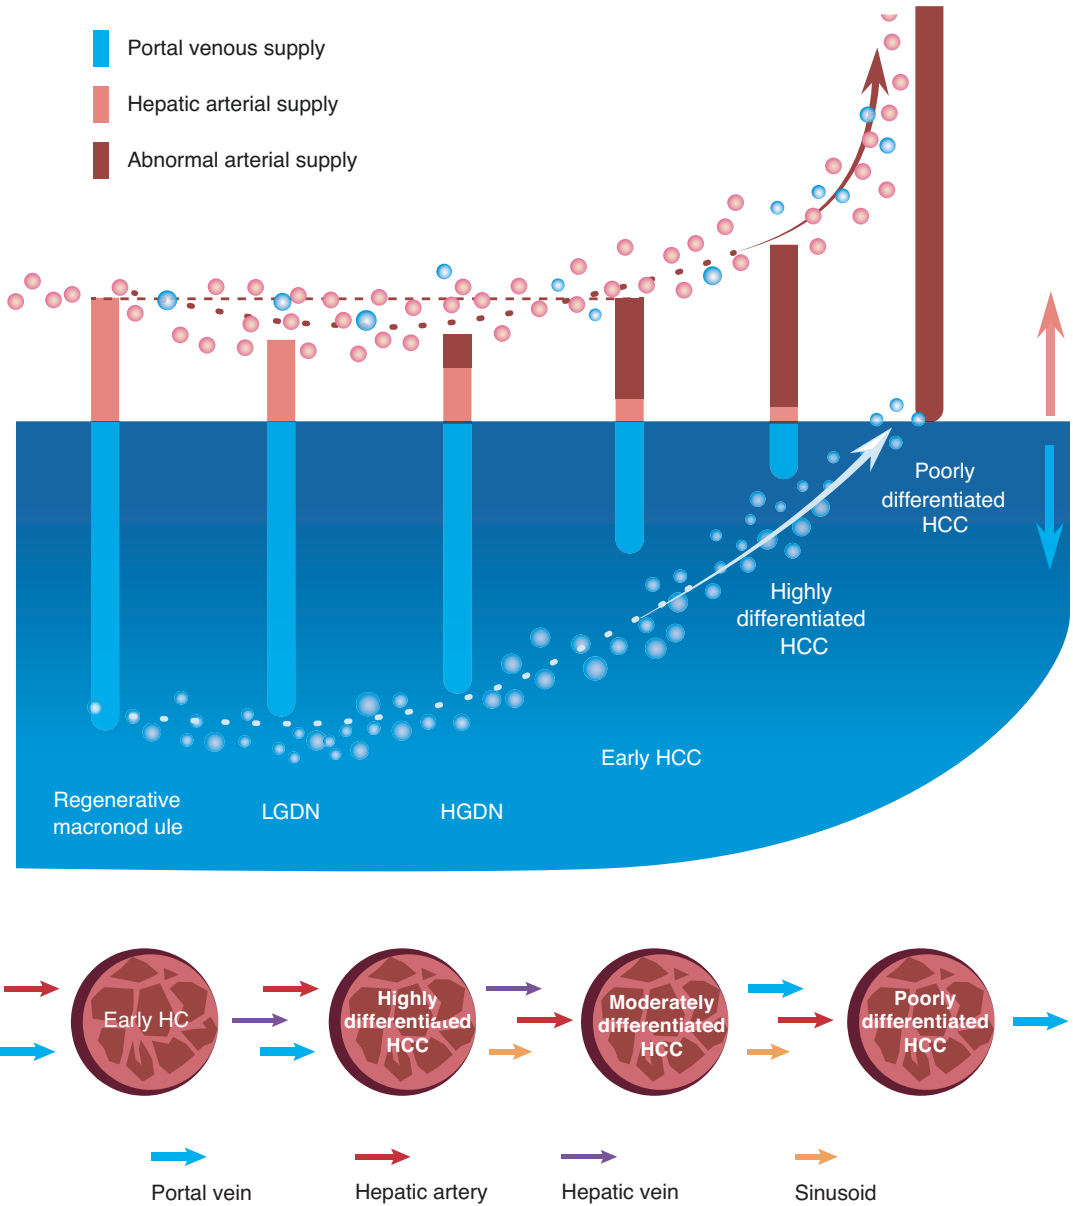 Portal venous supply
Hepatic arterial supply
Abnormal arterial supply
Poorly
differentiated
HCC
Highly
differentiated
HCC
Early HCC
Regenerative
macronod ule
LGDN
HGDN
Early HC
Highly
differentiated
HCC
Moderately
differentiated
HCC
Poorly
differentiated
HCC
Portal vein
Hepatic artery
Hepatic vein
Sinusoid